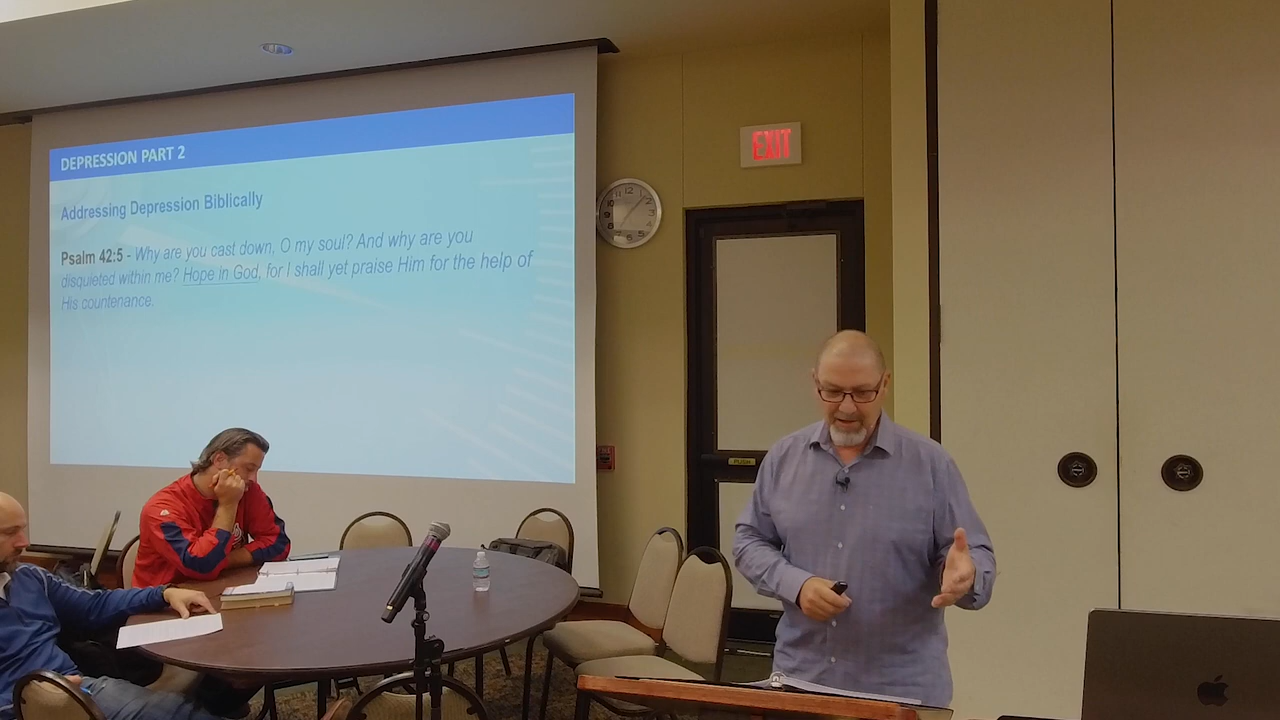 DEPRESSION PART 2
Addressing Depression Biblically
Psalm 42:5 - Why are you cast down, O my soul? And why are you
disquieted within me? Hope in God, for I shall yet praise Him for the help of
His countenance.
EXIT
PUSH